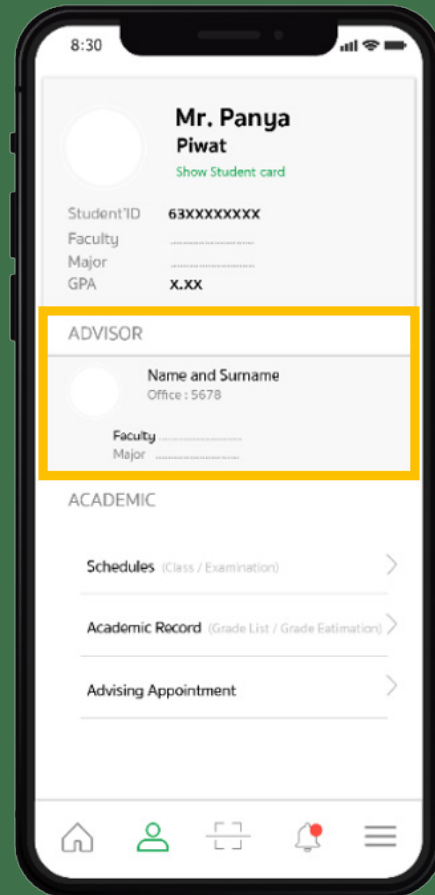 8:30
Mr. Panya
Piwat
Show Student card
Student'ID 63XXXXXXXXX
Faculty ........................
Major ........................
GPA X.XX
ADVISOR
Name and Surname
Office : 5678
Faculty ........................
Major ........................
ACADEMIC
Schedules (Class / Examination)
Academic Record (Grade List / Grade Eatimation)
Advising Appointment